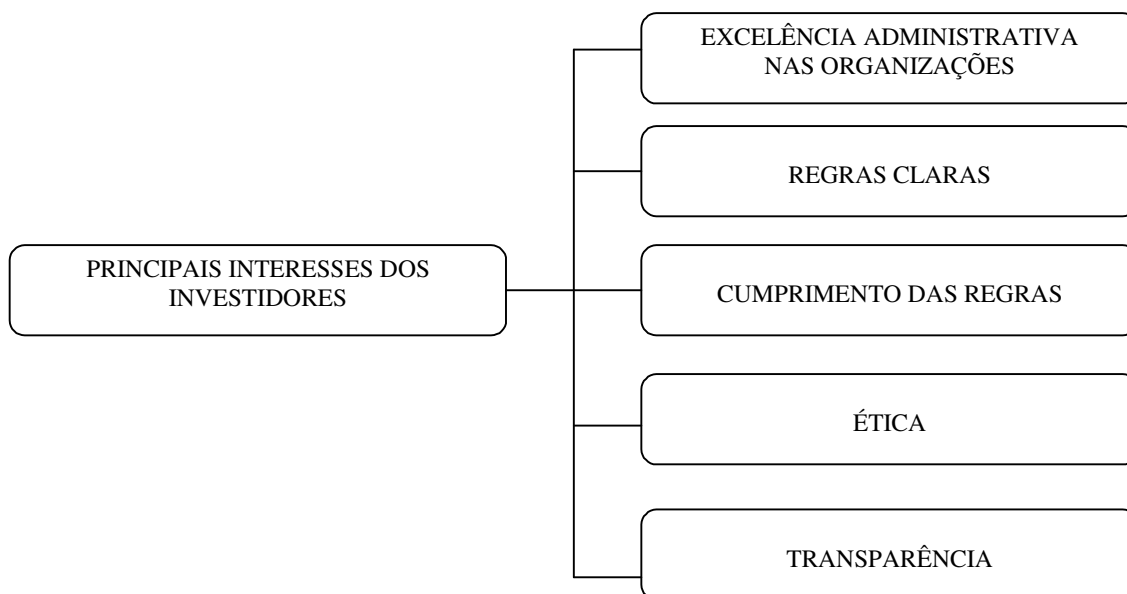 EXCELÊNCIA ADMINISTRATIVA
NAS ORGANIZAÇÕES
REGRAS CLARAS
PRINCIPAIS INTERESSES DOS
INVESTIDORES
CUMPRIMENTO DAS REGRAS
ÉTICA
TRANSPARÊNCIA